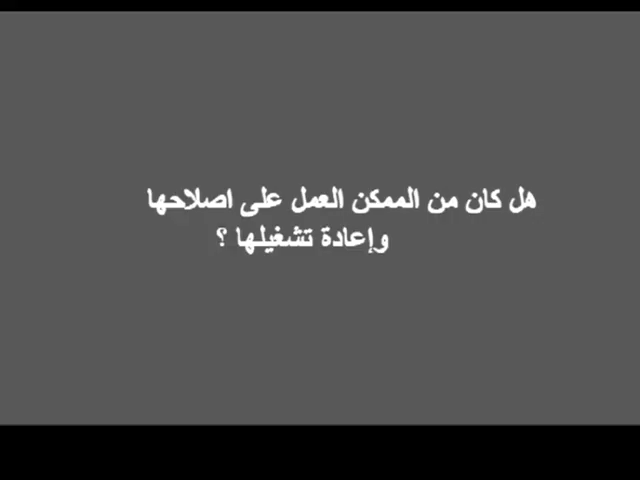 هل كان من الممكن العمل على اصلاحها
وإعادة تشغيلها ؟